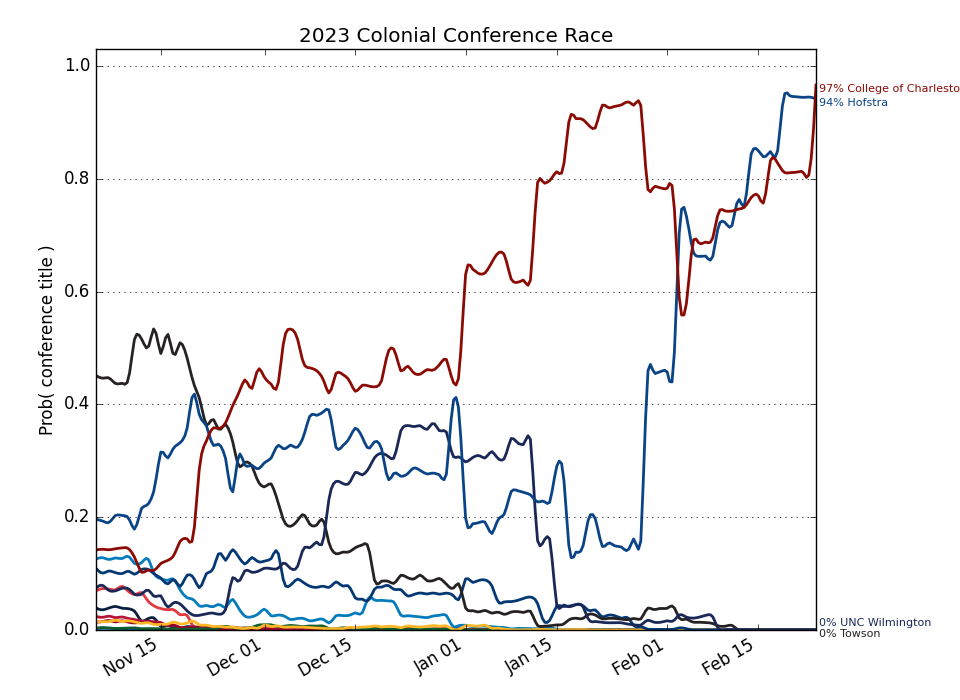 2023 Colonial Conference Race
1.0
0.8
0.6
0.4
0.2
0.0
Prob( conference title )
97% College of Charlesto
94% Hofstra
0% UNC Wilmington
0% Towson
Nov 15
Dec 01
Dec 15
Jan 01
Jan 15
Feb 01
Feb 15